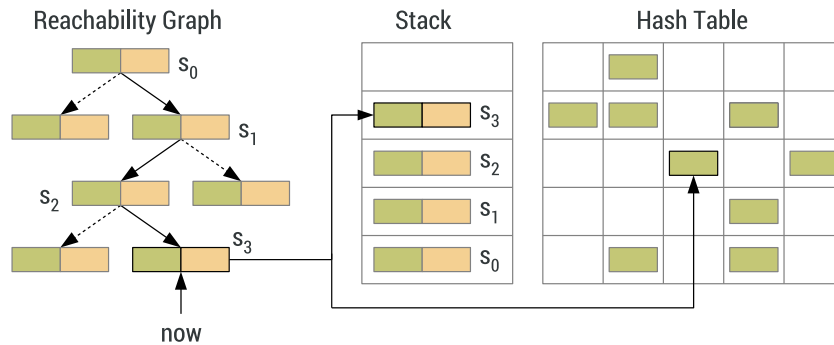 Reachability Graph
Stack
Hash Table
s0
s1
s2
s3
now
s3
s2
s1
s0